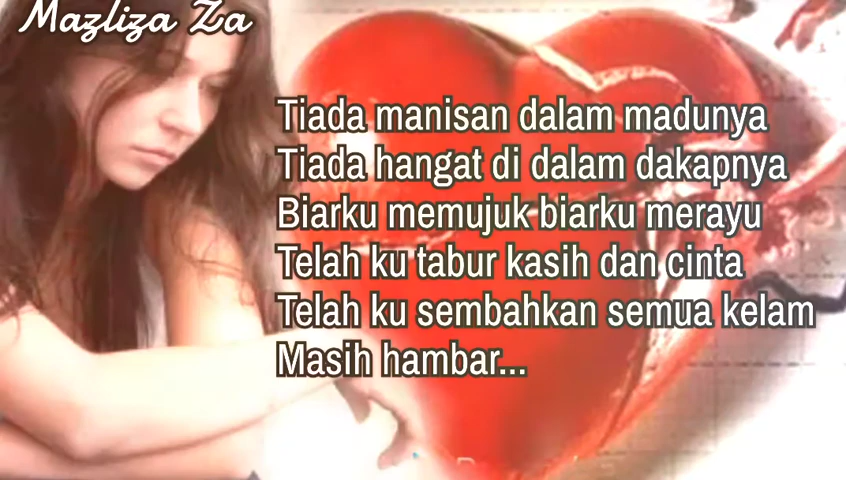 Mazliza Za
Tiada manisan dalam madunya
Tiada hangat di dalam dakapnya
Biarku memujuk biarku merayu
Telah ku tabur kasih dan cinta
Telah ku sembahkan semua kelam
Masih hambar...